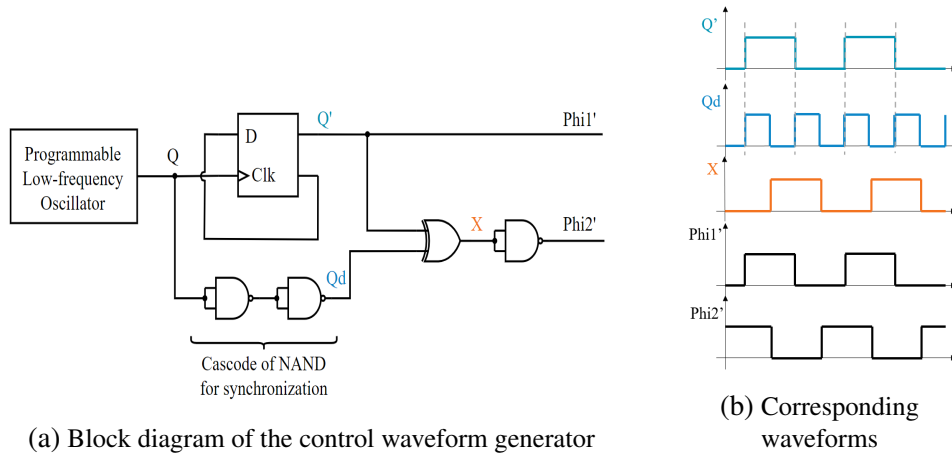 Programmable
Low-frequency
Oscillator
Q
D
Clk
Q'
Phi1'
X
Phi2'
Qd
Cascode of NAND
for synchronization
(a) Block diagram of the control waveform generator
Q’
Qd
X
Phi1’
Phi2’
(b) Corresponding
waveforms